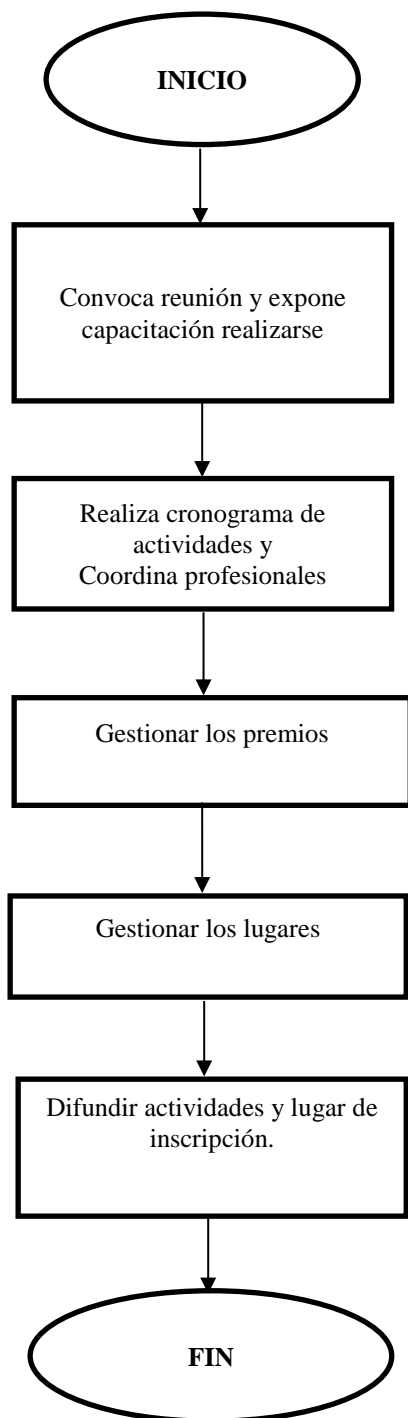 INICIO
Convoca reunión y expone
capacitación realizarse
Realiza cronograma de
actividades y
Coordina profesionales
Gestionar los premios
Gestionar los lugares
Difundir actividades y lugar de
inscripción.
FIN